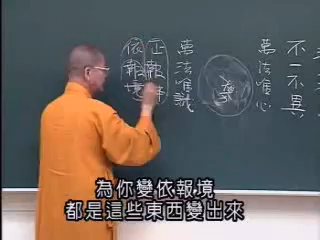 不一不異
萬法唯心
萬法唯識
正報
依報境
為你變依報境
都是這些東西變出來